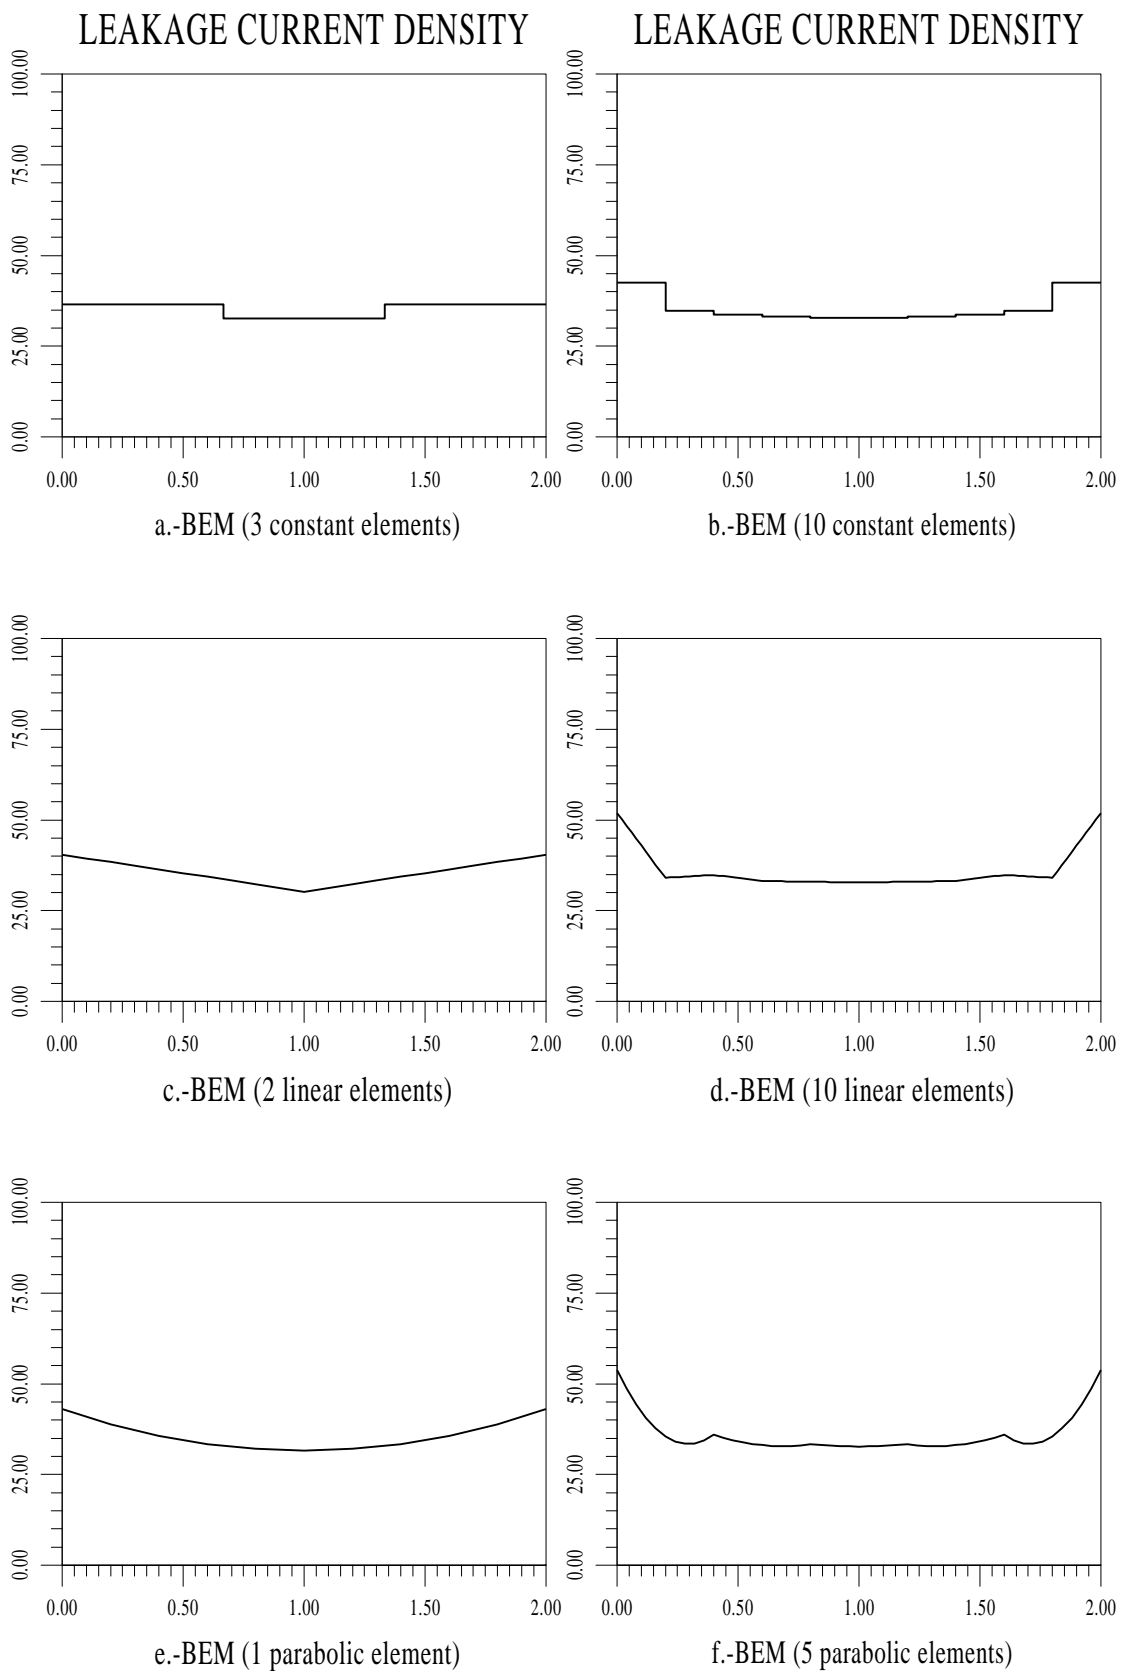 LEAKAGE CURRENT DENSITY
100.00
75.00
50.00
25.00
0.00
0.00 0.50 1.00 1.50 2.00
a.-BEM (3 constant elements)
LEAKAGE CURRENT DENSITY
100.00
75.00
50.00
25.00
0.00
0.00 0.50 1.00 1.50 2.00
b.-BEM (10 constant elements)
100.00
75.00
50.00
25.00
0.00
0.00 0.50 1.00 1.50 2.00
c.-BEM (2 linear elements)
100.00
75.00
50.00
25.00
0.00
0.00 0.50 1.00 1.50 2.00
d.-BEM (10 linear elements)
100.00
75.00
50.00
25.00
0.00
0.00 0.50 1.00 1.50 2.00
e.-BEM (1 parabolic element)
100.00
75.00
50.00
25.00
0.00
0.00 0.50 1.00 1.50 2.00
f.-BEM (5 parabolic elements)